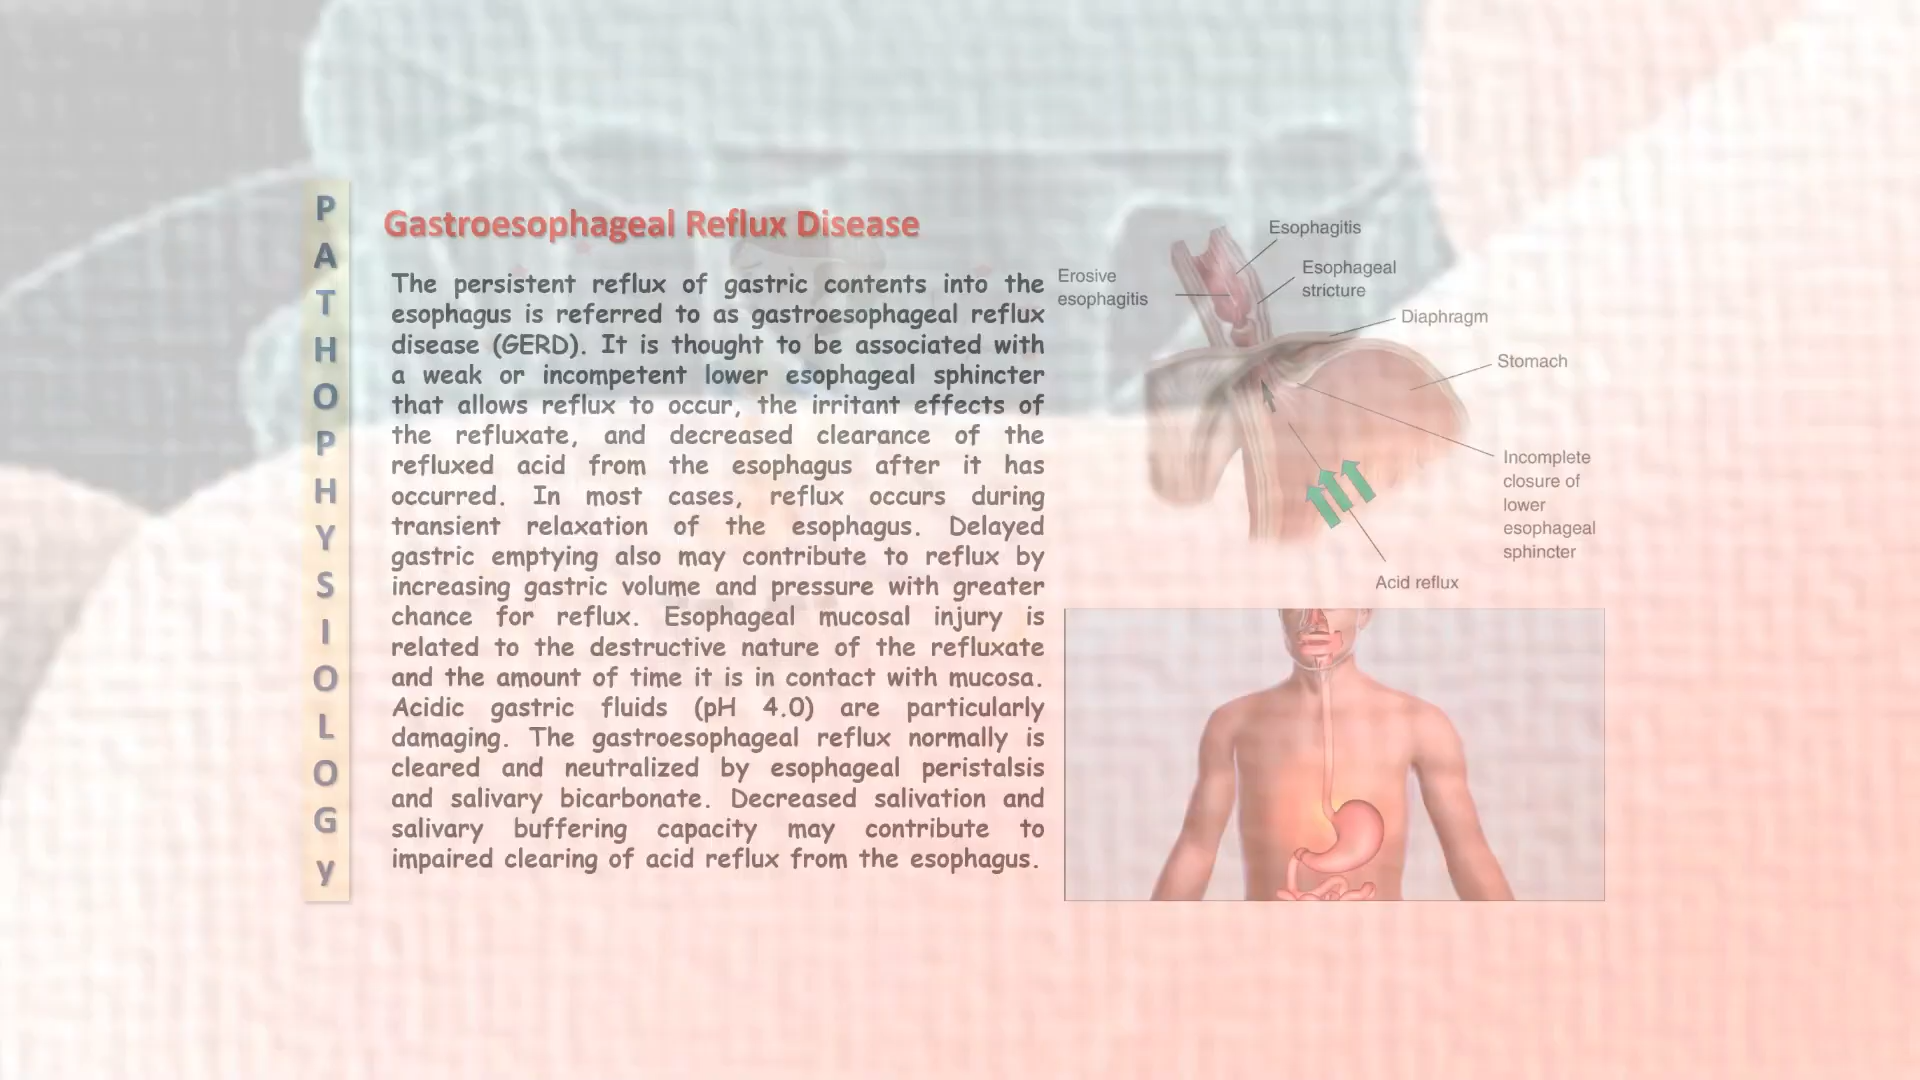 P
A
T
H
O
P
H
Y
S
I
O
L
O
G
y
Gastroesophageal Reflux Disease
The persistent reflux of gastric contents into the
esophagus is referred to as gastroesophageal reflux
disease (GERD). It is thought to be associated with
a weak or incompetent lower esophageal sphincter
that allows reflux to occur, the irritant effects of
the refluxate, and decreased clearance of the
refluxed acid from the esophagus after it has
occurred. In most cases, reflux occurs during
transient relaxation of the esophagus. Delayed
gastric emptying also may contribute to reflux by
increasing gastric volume and pressure with greater
chance for reflux. Esophageal mucosal injury is
related to the destructive nature of the refluxate
and the amount of time it is in contact with mucosa.
Acidic gastric fluids (pH 4.0) are particularly
damaging. The gastroesophageal reflux normally is
cleared and neutralized by esophageal peristalsis
and salivary bicarbonate. Decreased salivation and
salivary buffering capacity may contribute to
impaired clearing of acid reflux from the esophagus.
Esophagitis
Erosive
esophagitis
Esophageal
stricture
Diaphragm
Stomach
Incomplete
closure of
lower
esophageal
sphincter
Acid reflux